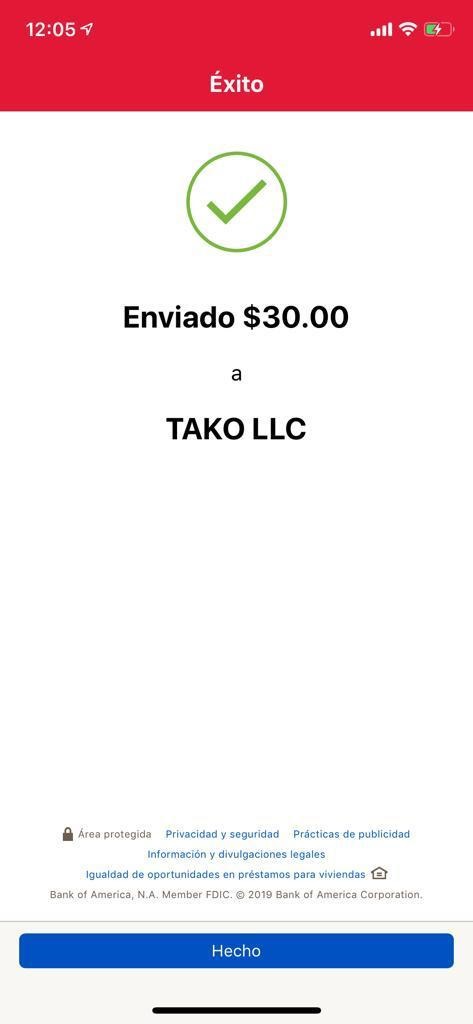 12:05
Éxito
Enviado $30.00
a
TAKO LLC
Área protegida Privacidad y seguridad Prácticas de publicidad
Información y divulgaciones legales
Igualdad de oportunidades en préstamos para viviendas
Bank of America, N.A. Member FDIC. © 2019 Bank of America Corporation.
Hecho